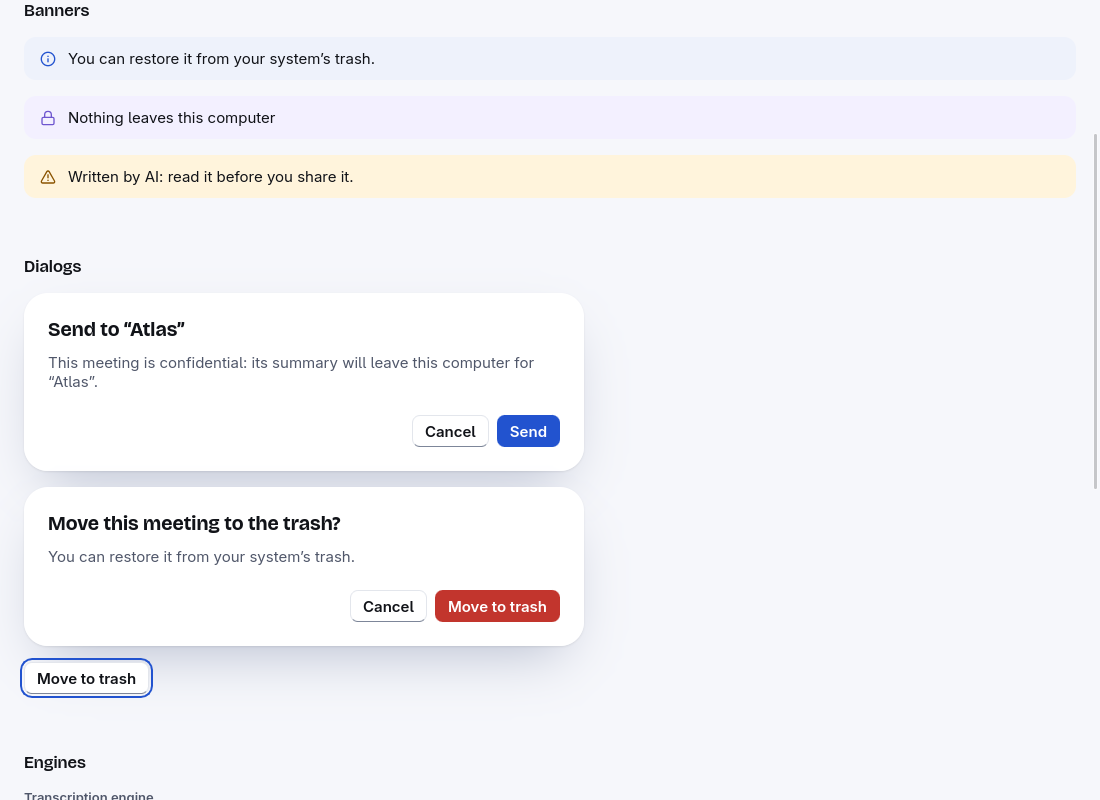 Banners
You can restore it from your system’s trash.
Nothing leaves this computer
Written by AI: read it before you share it.
Dialogs
Send to “Atlas”
This meeting is confidential: its summary will leave this computer for
“Atlas”.
Cancel
Send
Move this meeting to the trash?
You can restore it from your system’s trash.
Cancel
Move to trash
Move to trash
Engines
Transcription engine